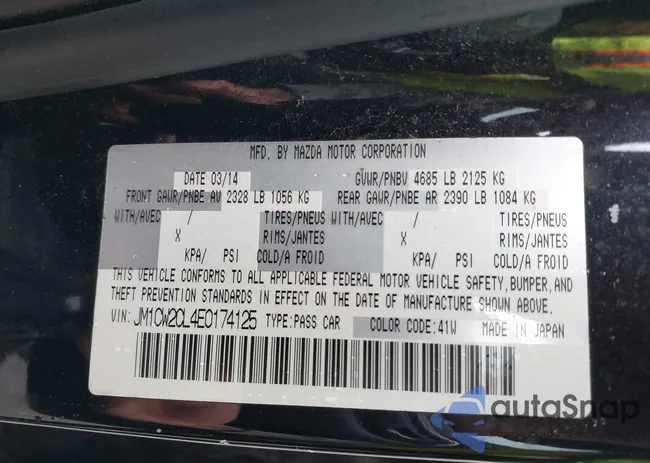 MFD. BY MAZDA MOTOR CORPORATION
DATE 03/14 GVWR/PNBV 4685 LB 2125 KG
FRONT GAWR/PNBE AV 2328 LB 1056 KG REAR GAWR/PNBE AR 2390 LB 1084 KG
WITH/AVEC / TIRES/PNEUS WITH/AVEC / TIRES/PNEUS
X RIMS/JANTES X RIMS/JANTES
KPA/ PSI COLD/A FROID KPA/ PSI COLD/A FROID
THIS VEHICLE CONFORMS TO ALL APPLICABLE FEDERAL MOTOR VEHICLE SAFETY, BUMPER, AND
THEFT PREVENTION STANDARDS IN EFFECT ON THE DATE OF MANUFACTURE SHOWN ABOVE.
VIN: JM1CW2CL4E0174125 TYPE: PASS CAR COLOR CODE: 41W MADE IN JAPAN
autoSnap